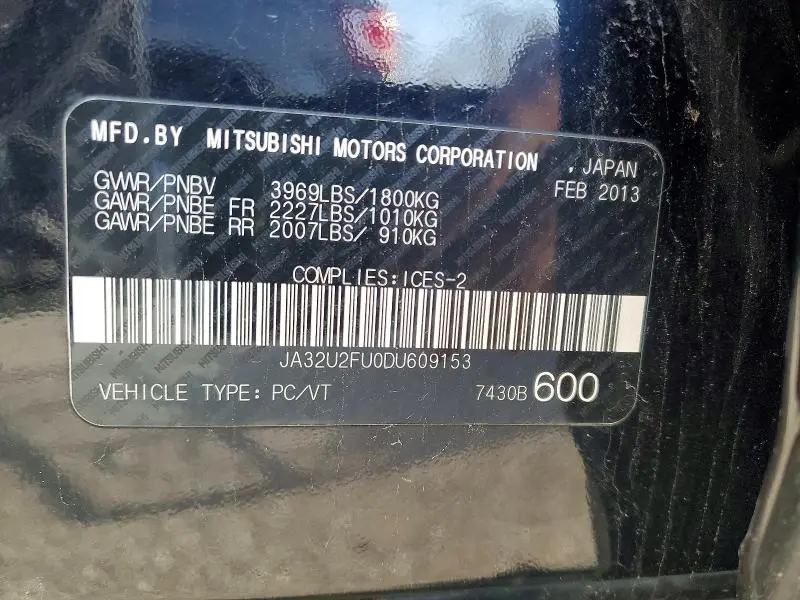 MFD.BY MITSUBISHI MOTORS CORPORATION , JAPAN
FEB 2013
GVWR/PNBV 3969LBS/1800KG
GAWR/PNBE FR 2227LBS/1010KG
GAWR/PNBE RR 2007LBS/ 910KG
COMPLIES:ICES-2
JA32U2FU0DU609153
VEHICLE TYPE: PC/VT 7430B 600